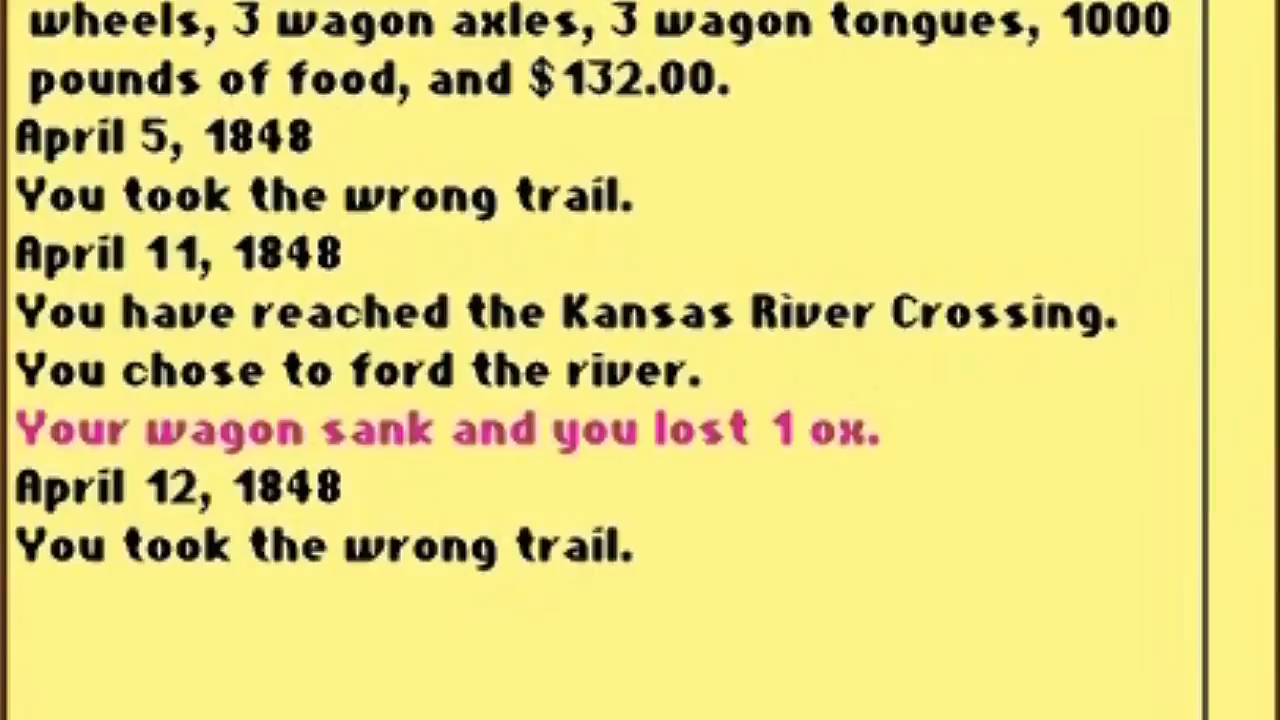 wheels, 3 wagon axles, 3 wagon tongues, 1000
pounds of food, and $132.00.
April 5, 1848
You took the wrong trail.
April 11, 1848
You have reached the Kansas River Crossing.
You chose to ford the river.
Your wagon sank and you lost 1 ox.
April 12, 1848
You took the wrong trail.